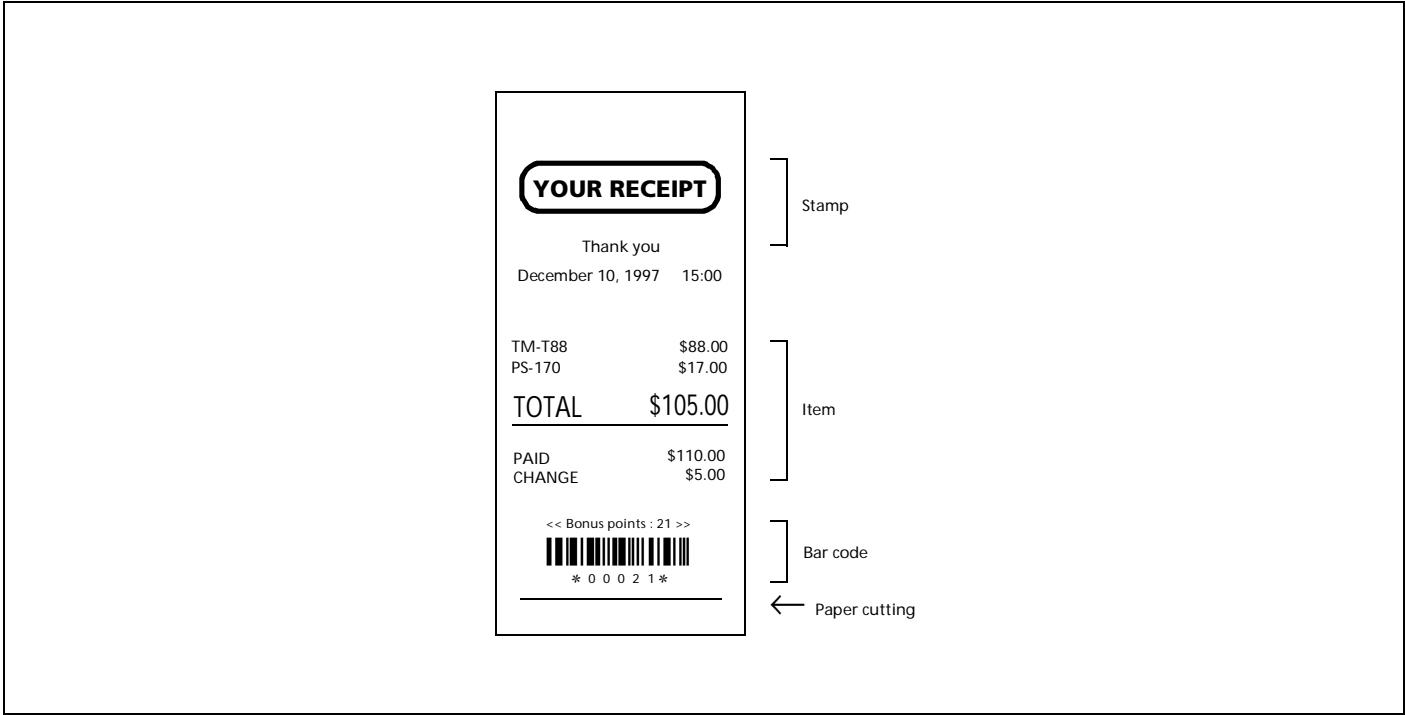 YOUR RECEIPT
Stamp
Thank you
December 10, 1997 15:00
TM-T88 $88.00
PS-170 $17.00
TOTAL $105.00
Item
PAID $110.00
CHANGE $5.00
<< Bonus points : 21 >>
Bar code
*00021*
Paper cutting